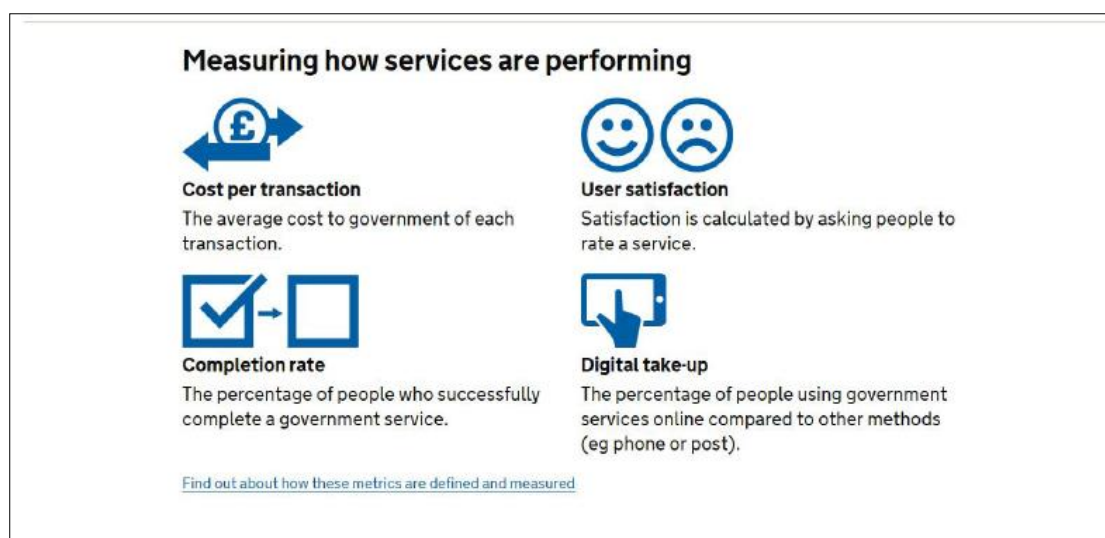 Measuring how services are performing
£
Cost per transaction
The average cost to government of each
transaction.
User satisfaction
Satisfaction is calculated by asking people to
rate a service.
Completion rate
The percentage of people who successfully
complete a government service.
Digital take-up
The percentage of people using government
services online compared to other methods
(eg phone or post).
Find out about how these metrics are defined and measured